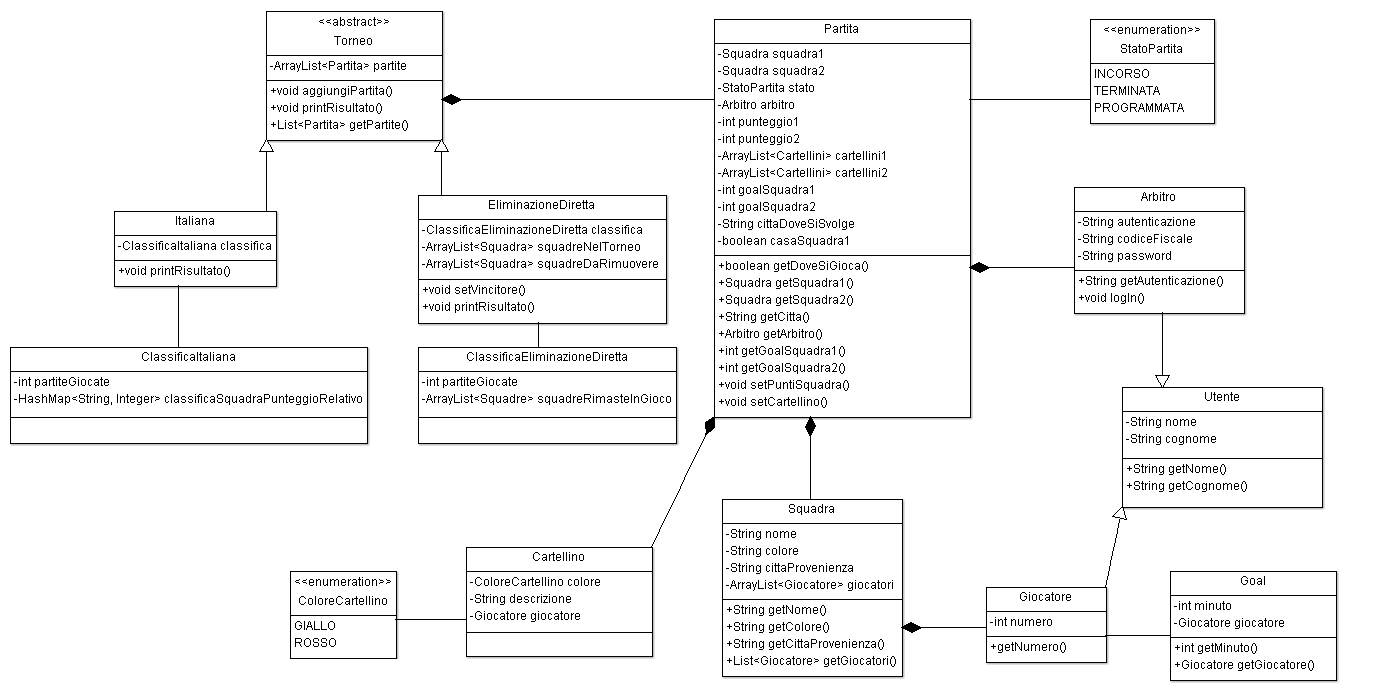 <<abstract>>
Torneo
-ArrayList<Partita> partite
+void aggiungiPartita()
+void printRisultato()
+List<Partita> getPartite()
Partita
-Squadra squadra1
-Squadra squadra2
-StatoPartita stato
-Arbitro arbitro
-int punteggio1
-int punteggio2
-ArrayList<Cartellini> cartellini1
-ArrayList<Cartellini> cartellini2
-int goalSquadra1
-int goalSquadra2
-String cittaDoveSiSvolge
-boolean casaSquadra1
+boolean getDoveSiGioca()
+Squadra getSquadra1()
+Squadra getSquadra2()
+String getCitta()
+Arbitro getArbitro()
+int getGoalSquadra1()
+int getGoalSquadra2()
+void setPuntiSquadra()
+void setCartellino()
<<enumeration>>
StatoPartita
INCORSO
TERMINATA
PROGRAMMATA
Italiana
-ClassificaItaliana classifica
+void printRisultato()
EliminazioneDiretta
-ClassificaEliminazioneDiretta classifica
-ArrayList<Squadra> squadreNelTorneo
-ArrayList<Squadra> squadreDaRimuovere
+void setVincitore()
+void printRisultato()
Arbitro
-String autenticazione
-String codiceFiscale
-String password
+String getAutenticazione()
+void logIn()
ClassificaItaliana
-int partiteGiocate
-HashMap<String, Integer> classificaSquadraPunteggioRelativo
ClassificaEliminazioneDiretta
-int partiteGiocate
-ArrayList<Squadre> squadreRimasteInGioco
Utente
-String nome
-String cognome
+String getNome()
+String getCognome()
Squadra
-String nome
-String colore
-String cittaProvenienza
-ArrayList<Giocatore> giocatori
+String getNome()
+String getColore()
+String getCittaProvenienza()
+List<Giocatore> getGiocatori()
Cartellino
-ColoreCartellino colore
-String descrizione
-Giocatore giocatore
<<enumeration>>
ColoreCartellino
GIALLO
ROSSO
Giocatore
-int numero
+getNumero()
Goal
-int minuto
-Giocatore giocatore
+int getMinuto()
+Giocatore getGiocatore()